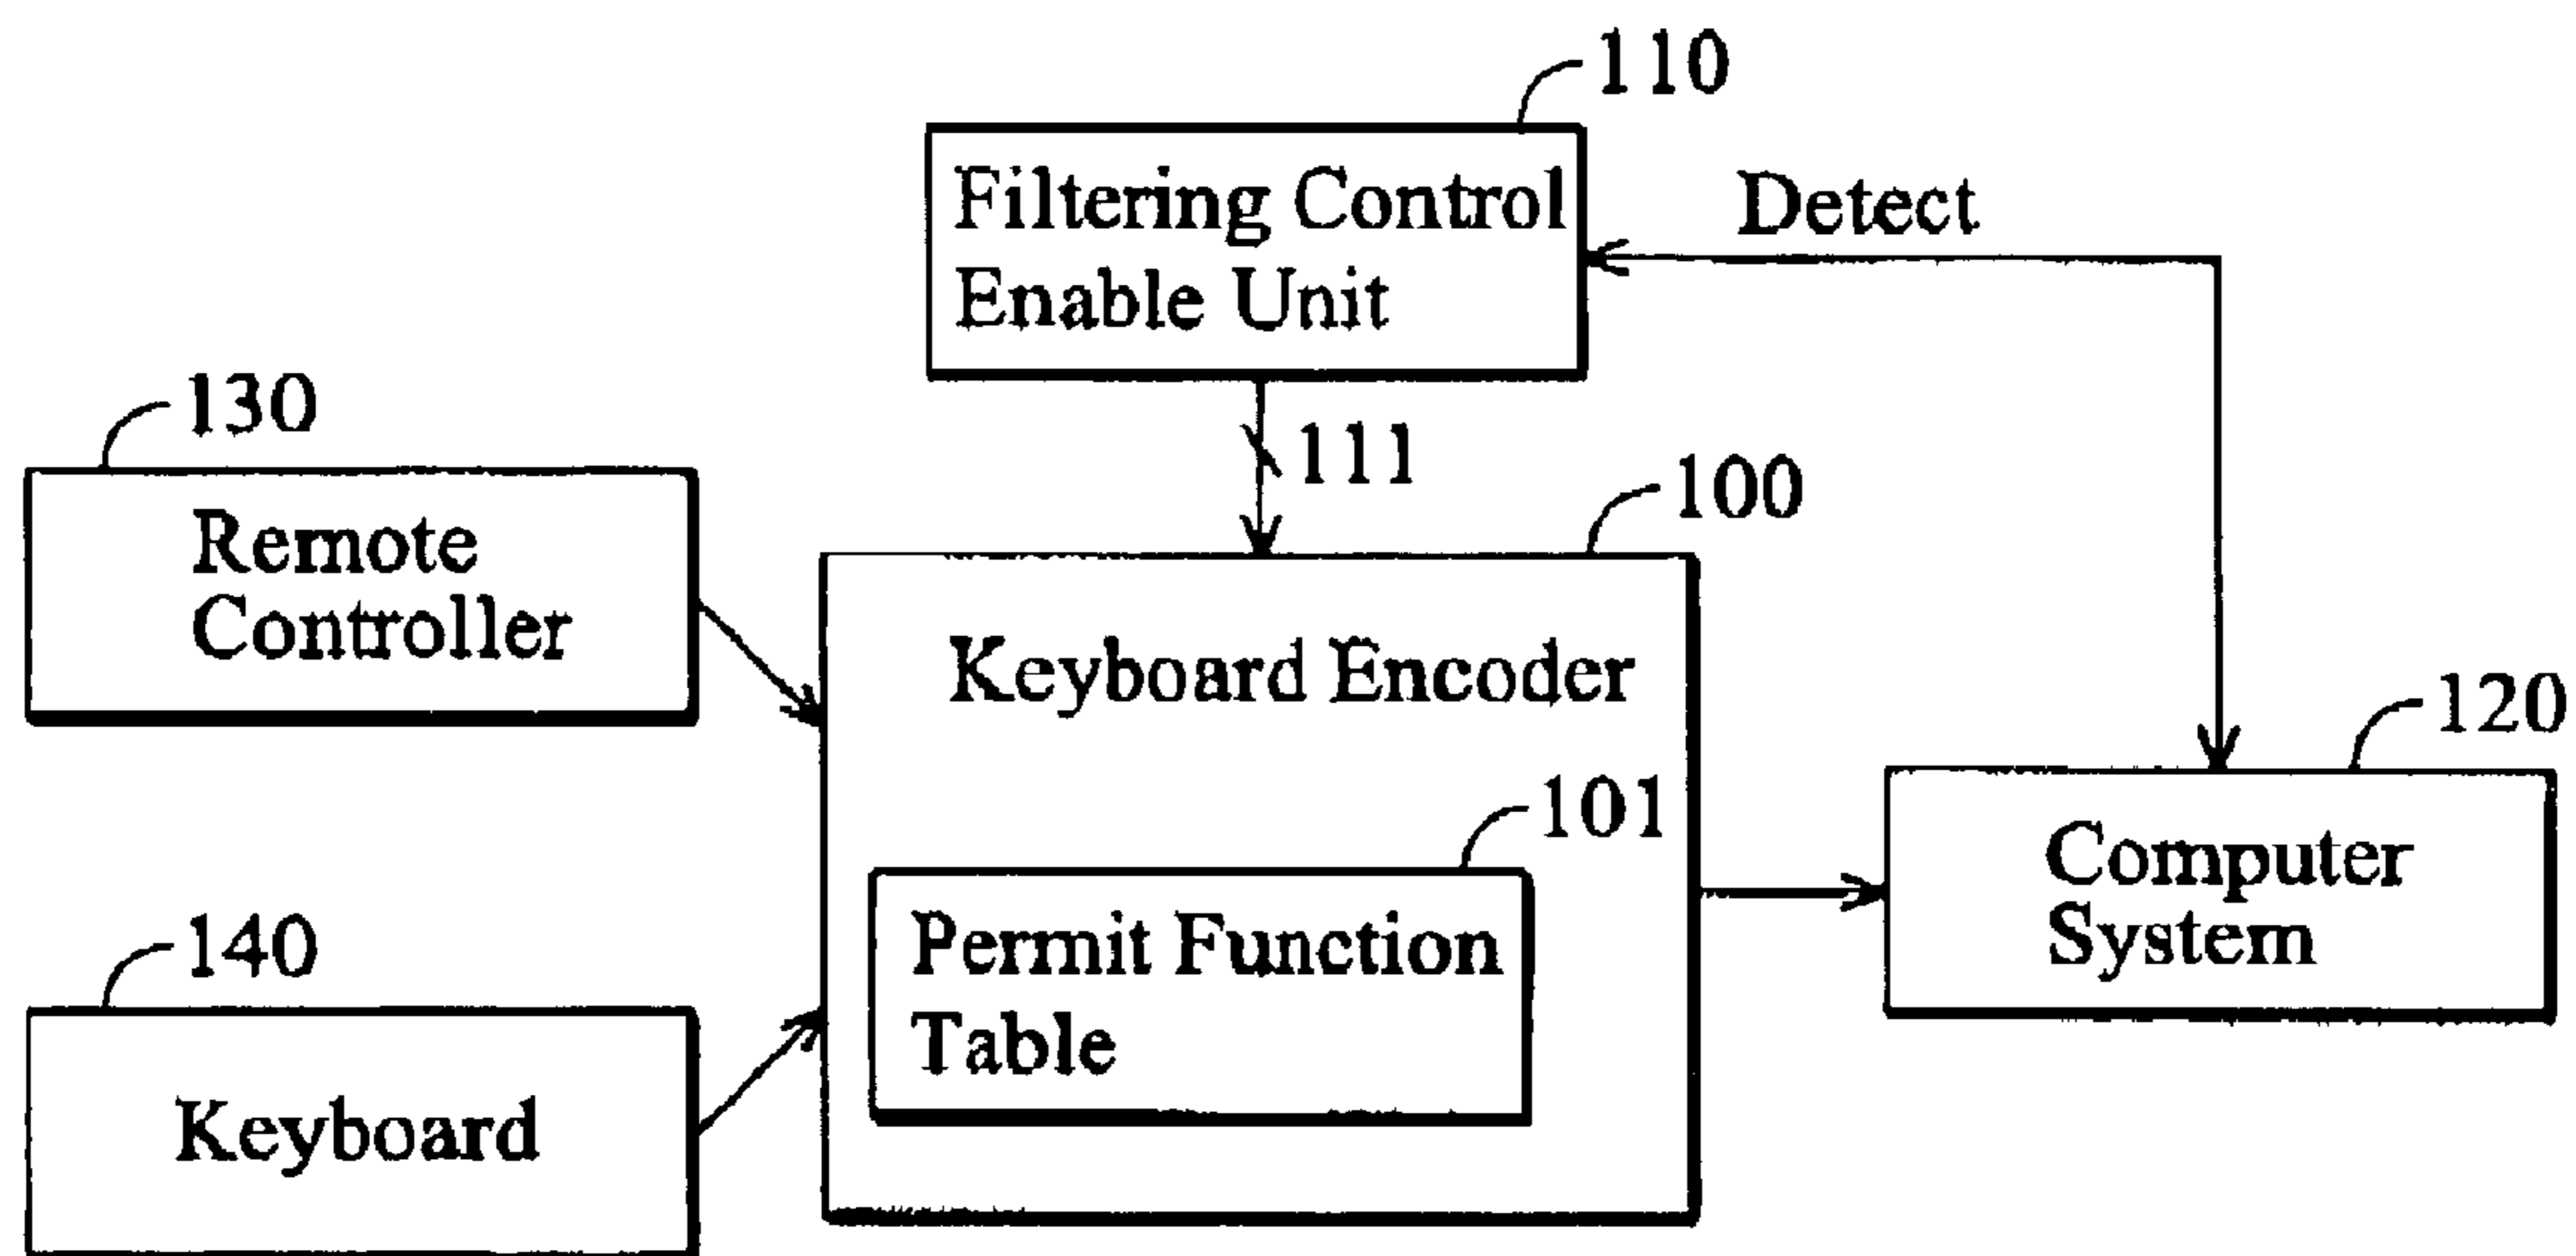 110
Filtering Control
Enable Unit
Detect
130
111
100
Remote
Controller
Keyboard Encoder
120
101
Computer
System
140
Permit Function
Table
Keyboard